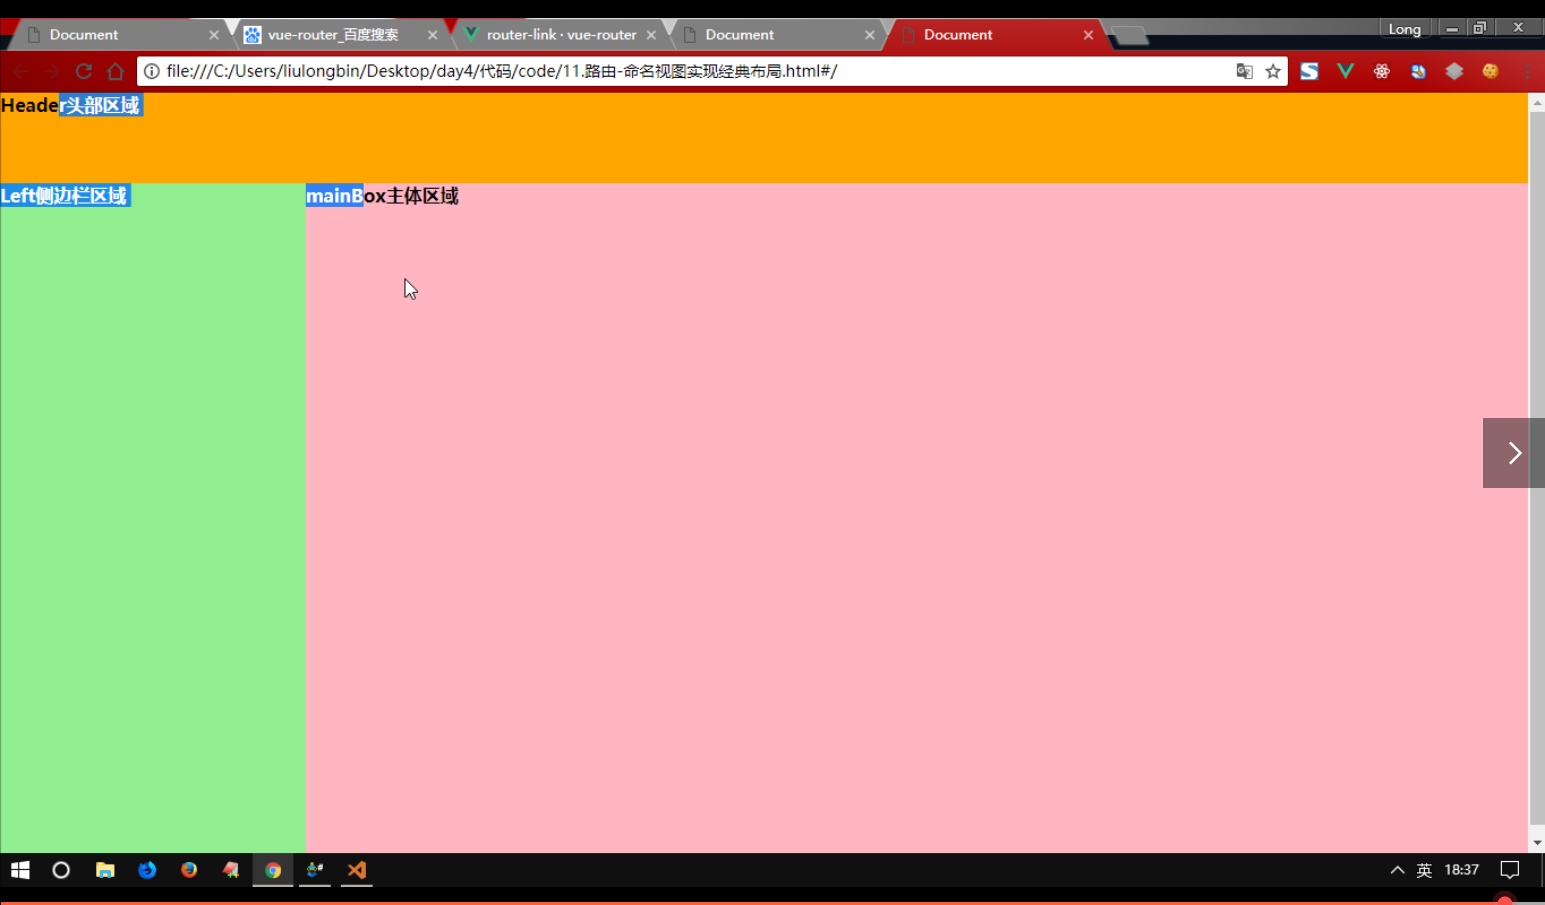 Long
Document
vue-router_百度搜索
router-link · vue-router
Document
Document
file:///C:/Users/liulongbin/Desktop/day4/代码/code/11.路由-命名视图实现经典布局.html#/
Header头部区域
Left侧边栏区域
mainBox主体区域
英
18:37